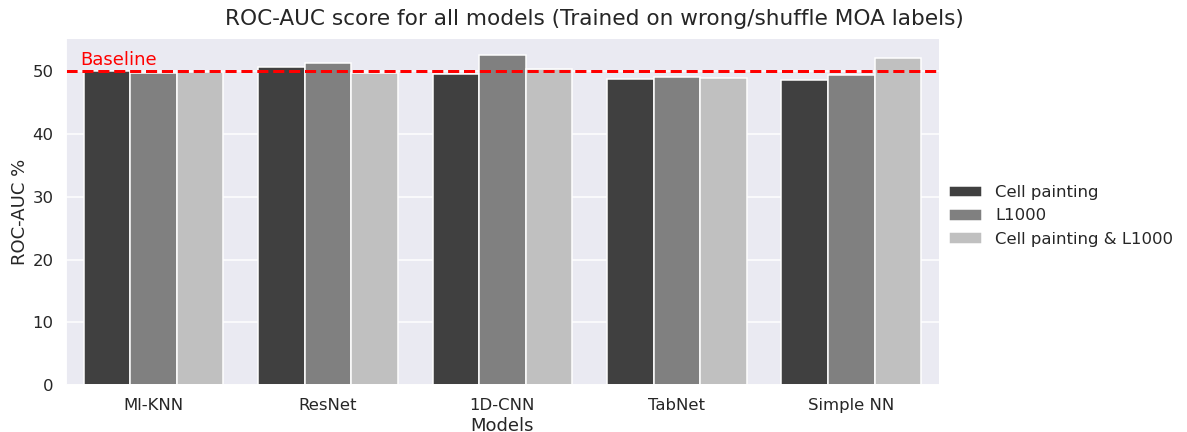 ROC-AUC score for all models (Trained on wrong/shuffle MOA labels)
Baseline
50
40
30
20
10
0
ROC-AUC %
Ml-KNN
ResNet
1D-CNN
TabNet
Simple NN
Models
Cell painting
L1000
Cell painting & L1000